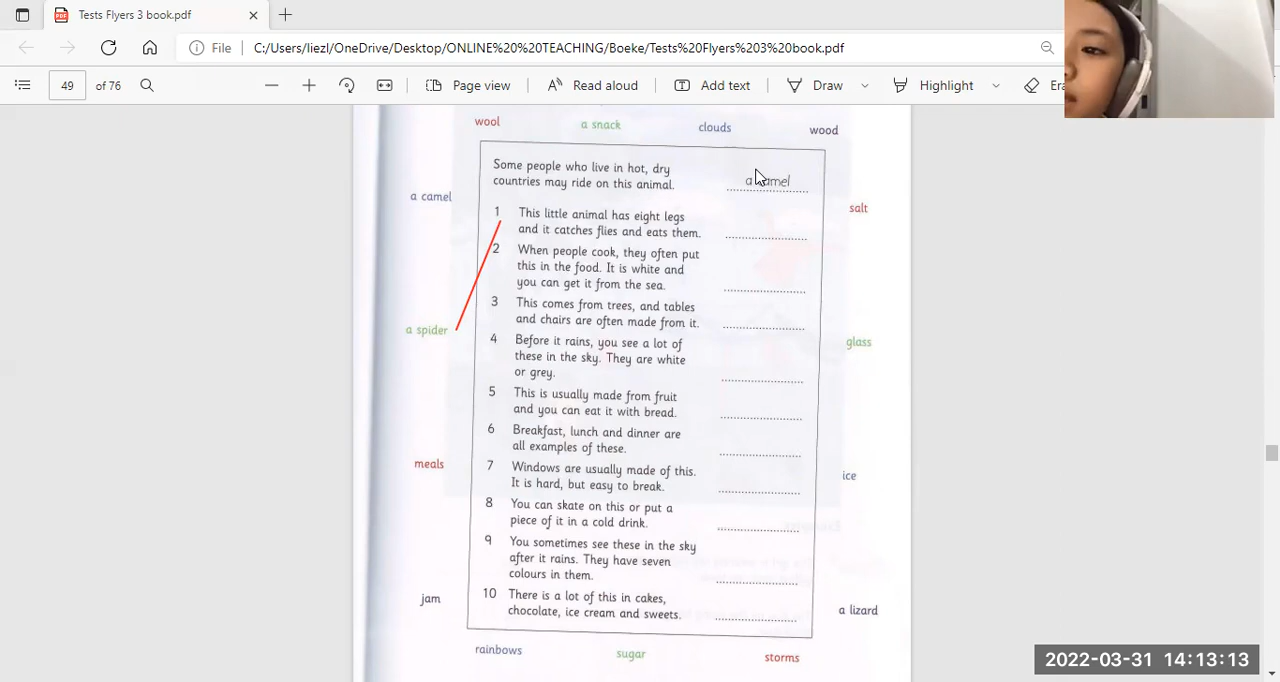 Tests Flyers 3 book.pdf
File | C:/Users/liezl/OneDrive/Desktop/ONLINE%20%20TEACHING/Boeke/Tests%20Flyers%203%20book.pdf
49 of 76 Page view Read aloud Add text Draw Highlight
wool a snack clouds wood
Some people who live in hot, dry
countries may ride on this animal. a camel
a camel
salt
1 This little animal has eight legs
and it catches flies and eats them.
2 When people cook, they often put
this in the food. It is white and
you can get it from the sea.
3 This comes from trees, and tables
and chairs are often made from it.
a spider
glass
4 Before it rains, you see a lot of
these in the sky. They are white
or grey.
5 This is usually made from fruit
and you can eat it with bread.
6 Breakfast, lunch and dinner are
all examples of these.
meals
ice
7 Windows are usually made of this.
It is hard, but easy to break.
8 You can skate on this or put a
piece of it in a cold drink.
9 You sometimes see these in the sky
after it rains. They have seven
colours in them.
jam
a lizard
10 There is a lot of this in cakes,
chocolate, ice cream and sweets.
rainbows sugar storms
2022-03-31 14:13:13